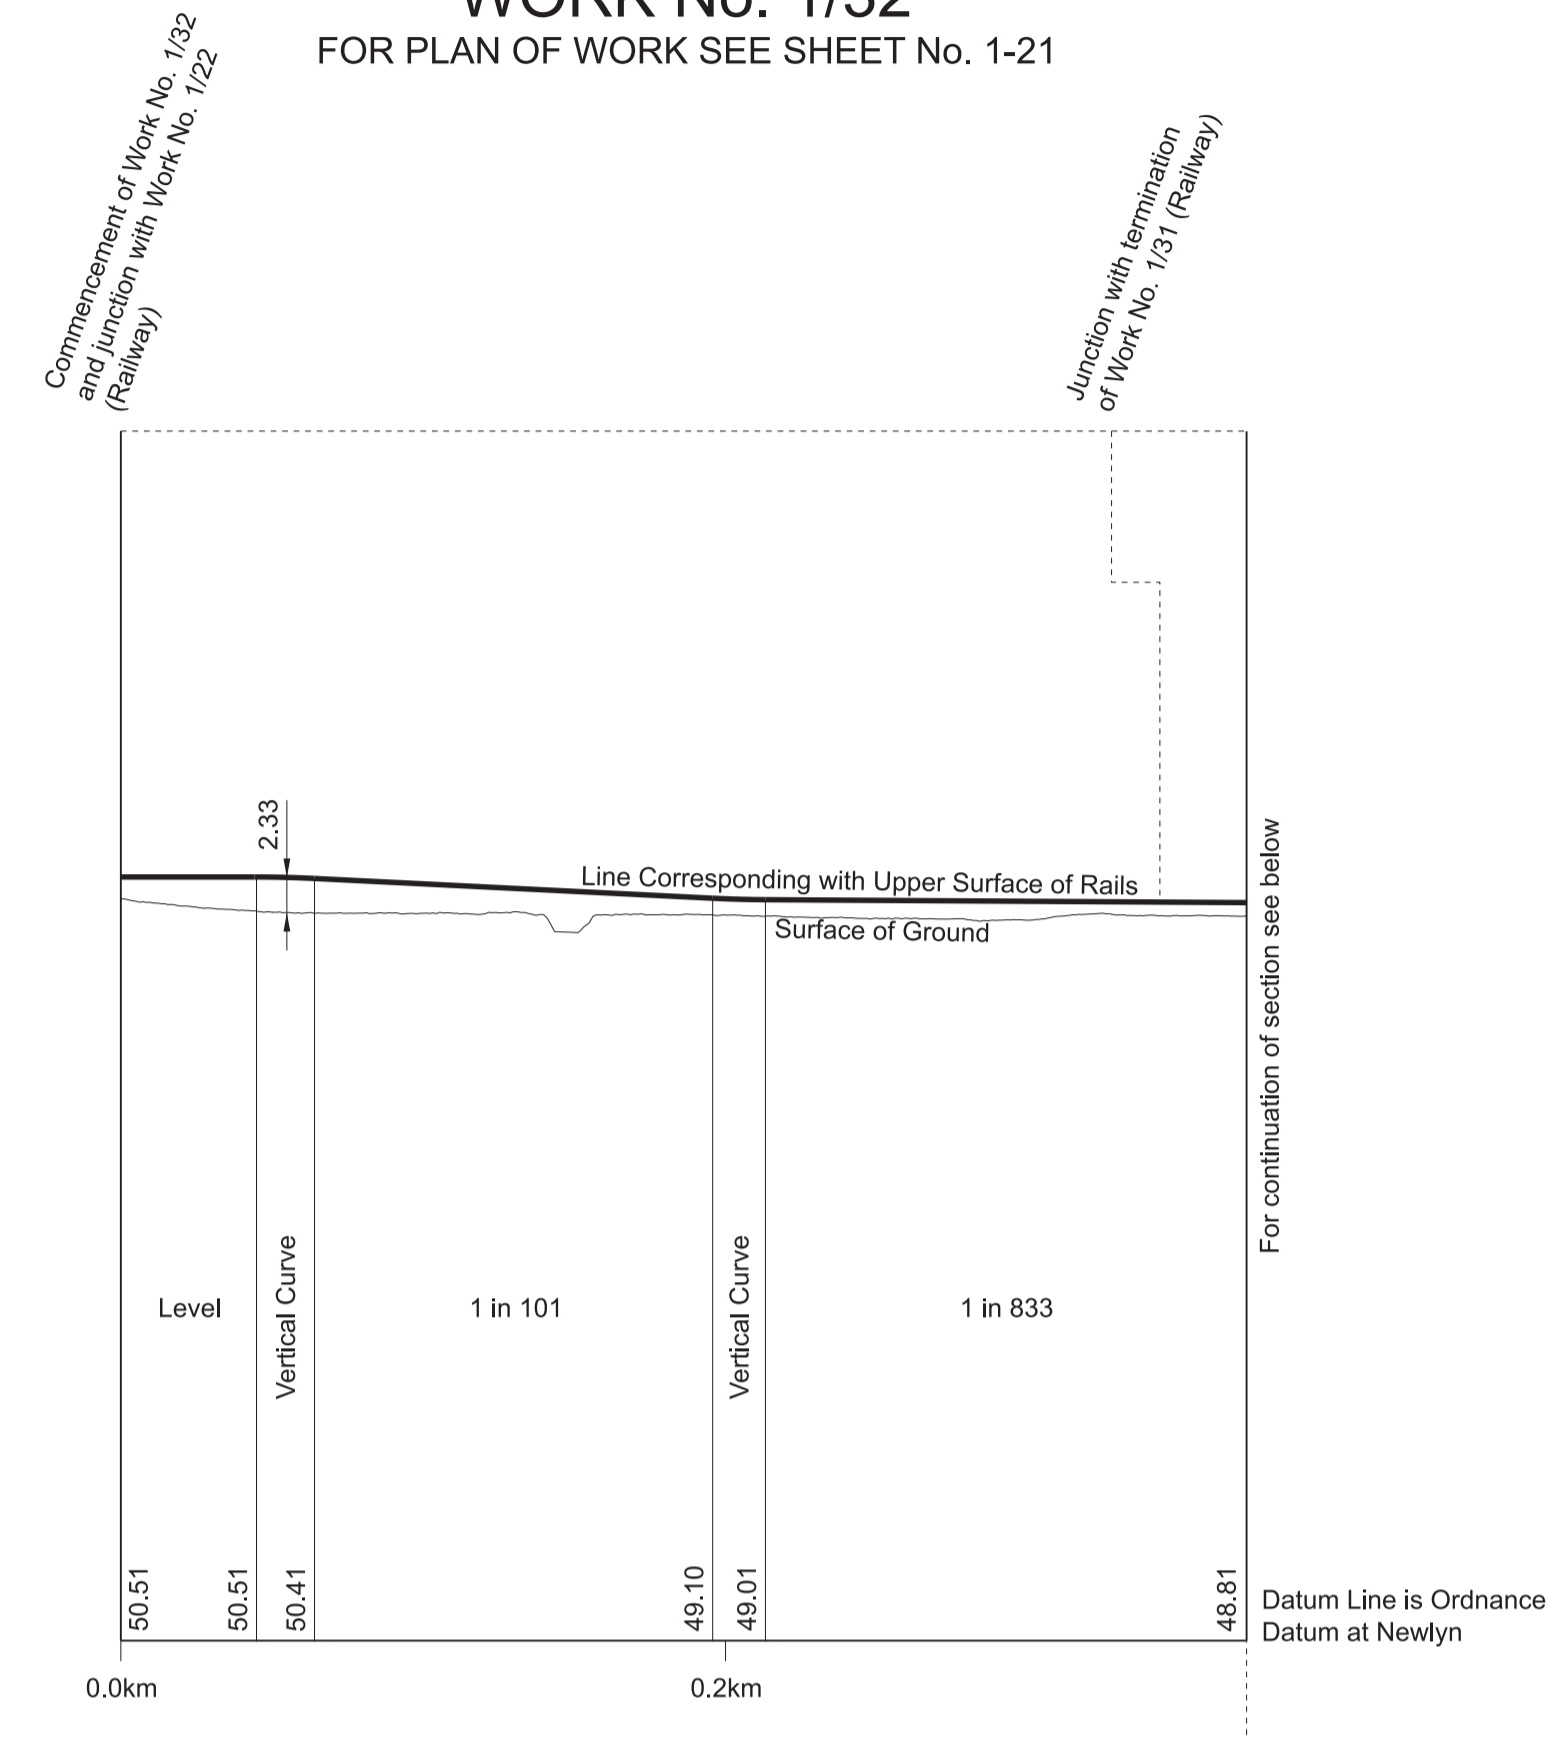 WORK No. 1/32
FOR PLAN OF WORK SEE SHEET No. 1-21
Commencement of Work No. 1/32
and junction with Work No. 1/22
(Railway)
Junction with termination
of Work No. 1/31 (Railway)
2.33
Line Corresponding with Upper Surface of Rails
Surface of Ground
For continuation of section see below
Level
Vertical Curve
1 in 101
Vertical Curve
1 in 833
50.51
50.51
50.41
49.10
49.01
48.81
Datum Line is Ordnance
Datum at Newlyn
0.0km
0.2km